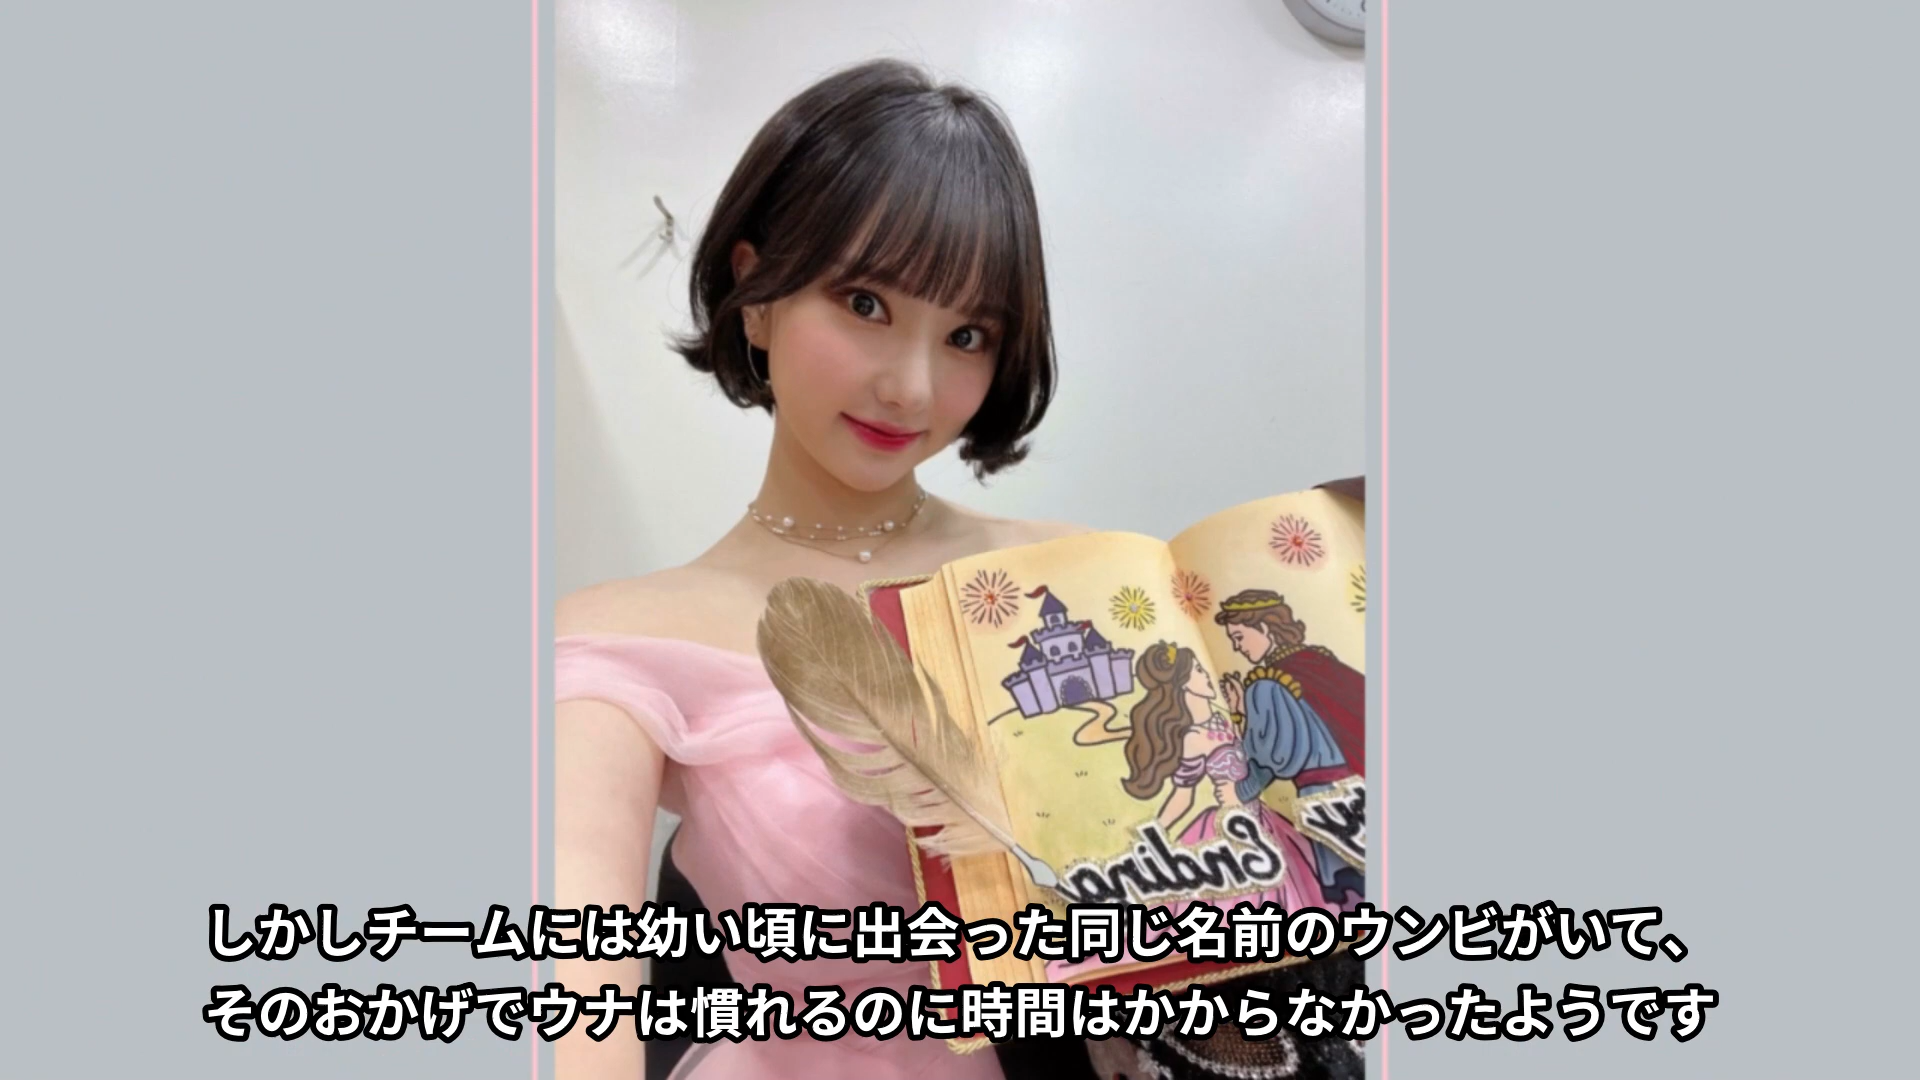 Ending
しかしチームには幼い頃に出会った同じ名前のウンビがいて、
そのおかげでウナは慣れるのに時間はかからなかったようです